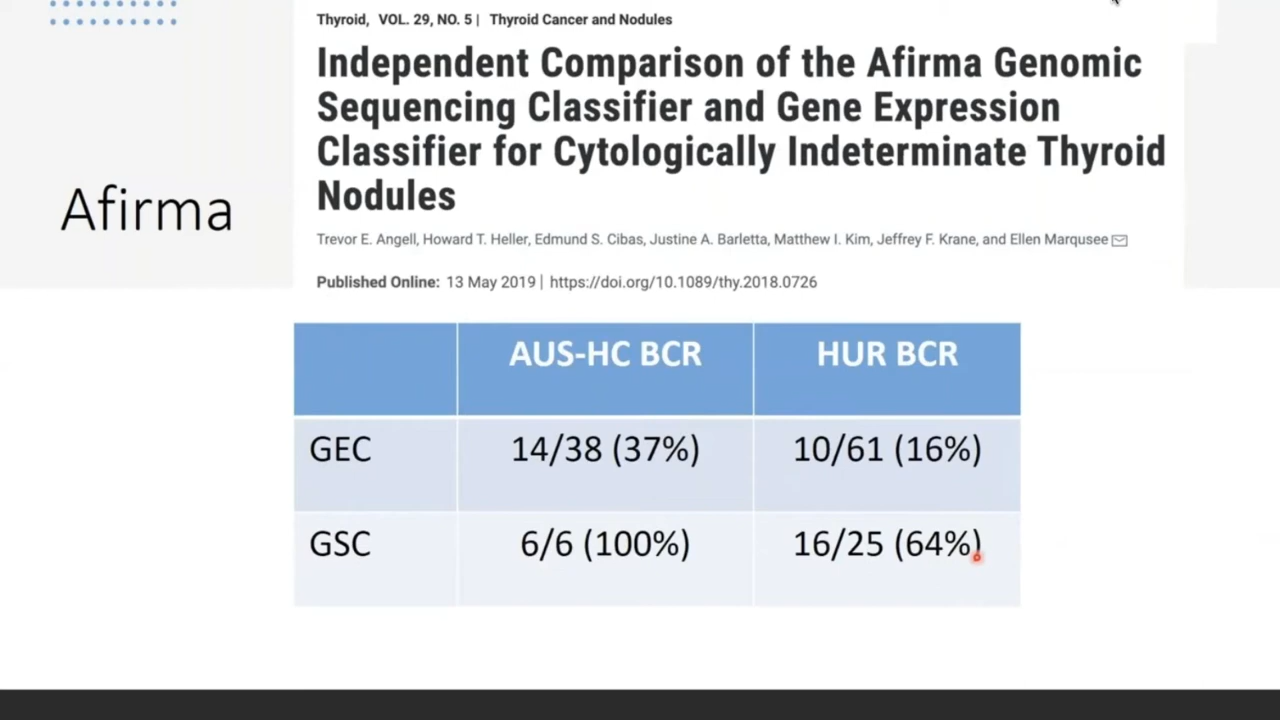 Thyroid, VOL. 29, NO. 5 | Thyroid Cancer and Nodules
Independent Comparison of the Afirma Genomic
Sequencing Classifier and Gene Expression
Classifier for Cytologically Indeterminate Thyroid
Nodules
Afirma
Trevor E. Angell, Howard T. Heller, Edmund S. Cibas, Justine A. Barletta, Matthew I. Kim, Jeffrey F. Krane, and Ellen Marqusee
Published Online: 13 May 2019 | https://doi.org/10.1089/thy.2018.0726
AUS-HC BCR HUR BCR
GEC 14/38 (37%) 10/61 (16%)
GSC 6/6 (100%) 16/25 (64%)